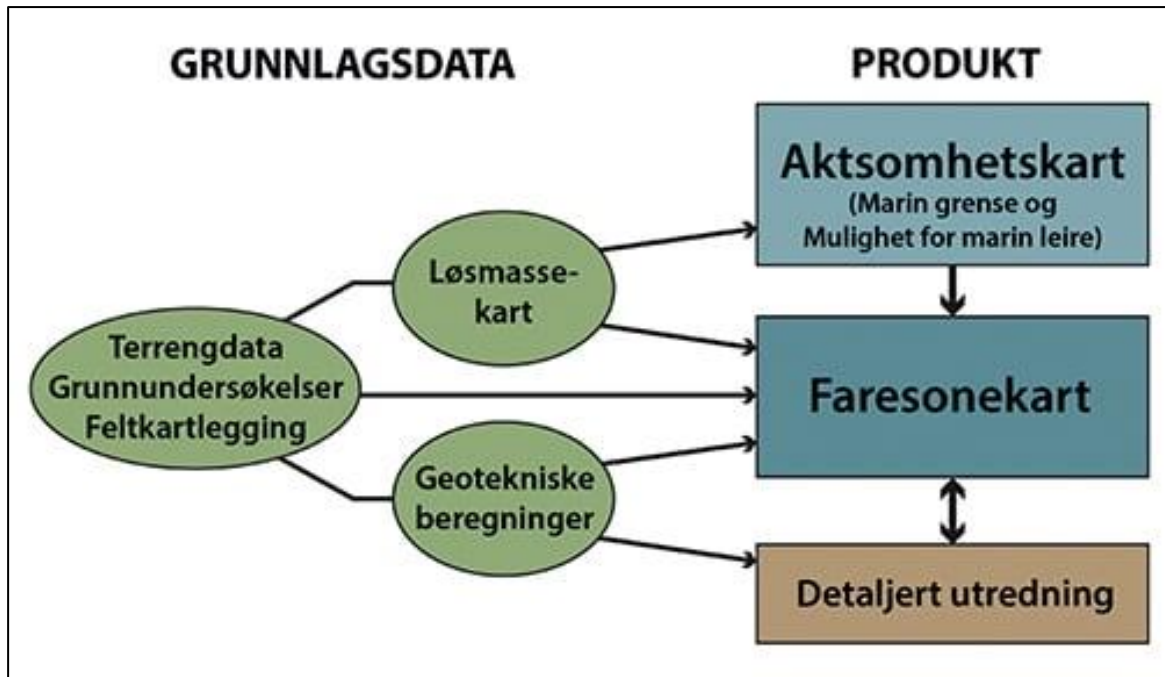 GRUNNLAGSDATA
PRODUKT
Aktsomhetskart
(Marin grense og
Mulighet for marin leire)
Løsmasse-
kart
Terrengdata
Grunnundersøkelser
Feltkartlegging
Faresonekart
Geotekniske
beregninger
Detaljert utredning